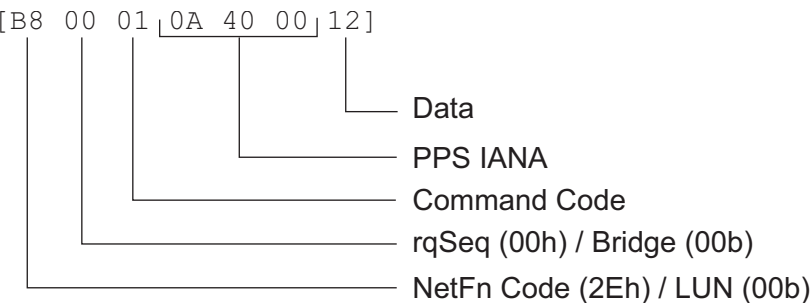 [B8 00 01 0A 40 00 12]
Data
PPS IANA
Command Code
rqSeq (00h) / Bridge (00b)
NetFn Code (2Eh) / LUN (00b)